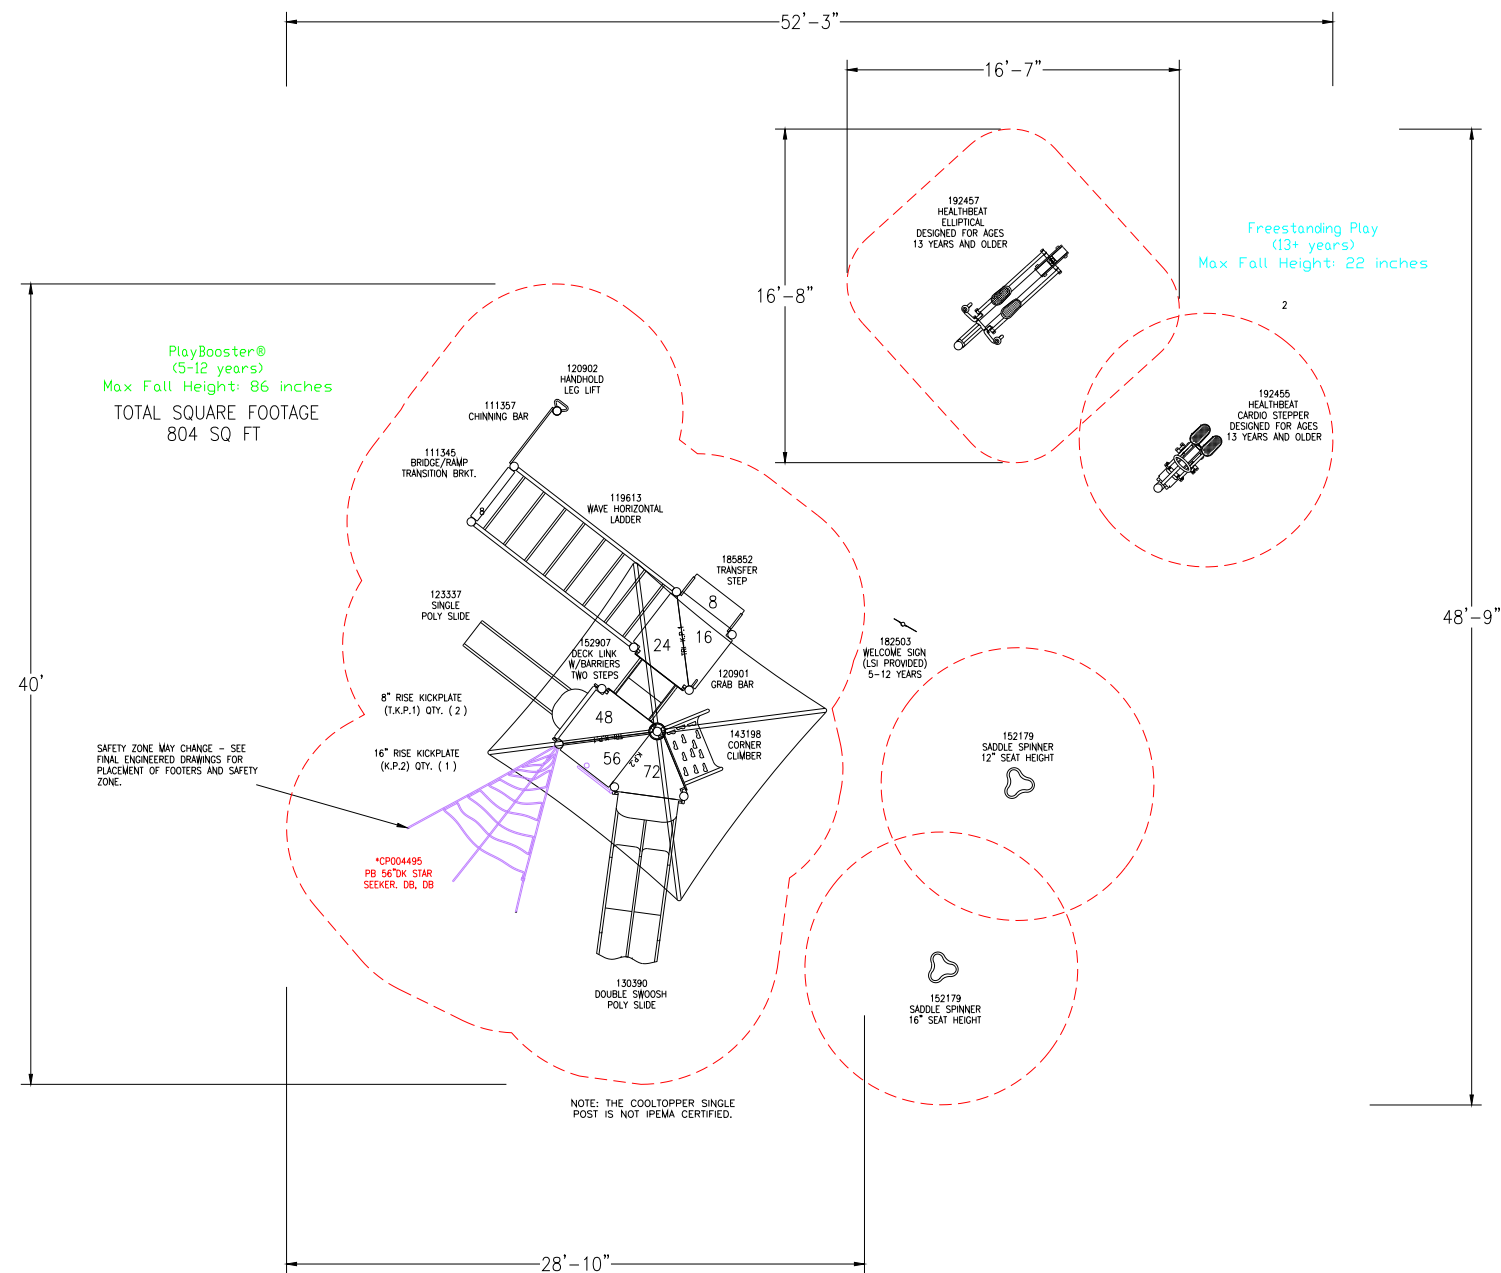 52'-3"
16'-7"
192457
HEALTHBEAT
ELLIPTICAL
DESIGNED FOR AGES
13 YEARS AND OLDER
Freestanding Play
(13+ years)
Max Fall Height: 22 inches
16'-8"
2
PlayBooster®
(5-12 years)
Max Fall Height: 86 inches
TOTAL SQUARE FOOTAGE
804 SQ FT
120902
HANDHOLD
LEG LIFT
111357
CHINNING BAR
192455
HEALTHBEAT
CARDIO STEPPER
DESIGNED FOR AGES
13 YEARS AND OLDER
111345
BRIDGE/RAMP
TRANSITION BRKT.
8
119613
WAVE HORIZONTAL
LADDER
185852
TRANSFER
STEP
8
123337
SINGLE
POLY SLIDE
152907
DECK LINK
W/BARRIERS
TWO STEPS
24
TRI K.P.1
16
182503
WELCOME SIGN
(LSI PROVIDED)
5-12 YEARS
48'-9"
40'
120901
GRAB BAR
8" RISE KICKPLATE
(T.K.P.1) QTY. ( 2 )
48
143198
CORNER
CLIMBER
152179
SADDLE SPINNER
12" SEAT HEIGHT
16" RISE KICKPLATE
(K.P.2) QTY. ( 1 )
56
K.P.2
72
SAFETY ZONE MAY CHANGE - SEE
FINAL ENGINEERED DRAWINGS FOR
PLACEMENT OF FOOTERS AND SAFETY
ZONE.
*CP004495
PB 56"DK STAR
SEEKER. DB, DB
130390
DOUBLE SWOOSH
POLY SLIDE
152179
SADDLE SPINNER
16" SEAT HEIGHT
NOTE: THE COOLTOPPER SINGLE
POST IS NOT IPEMA CERTIFIED.
28'-10"